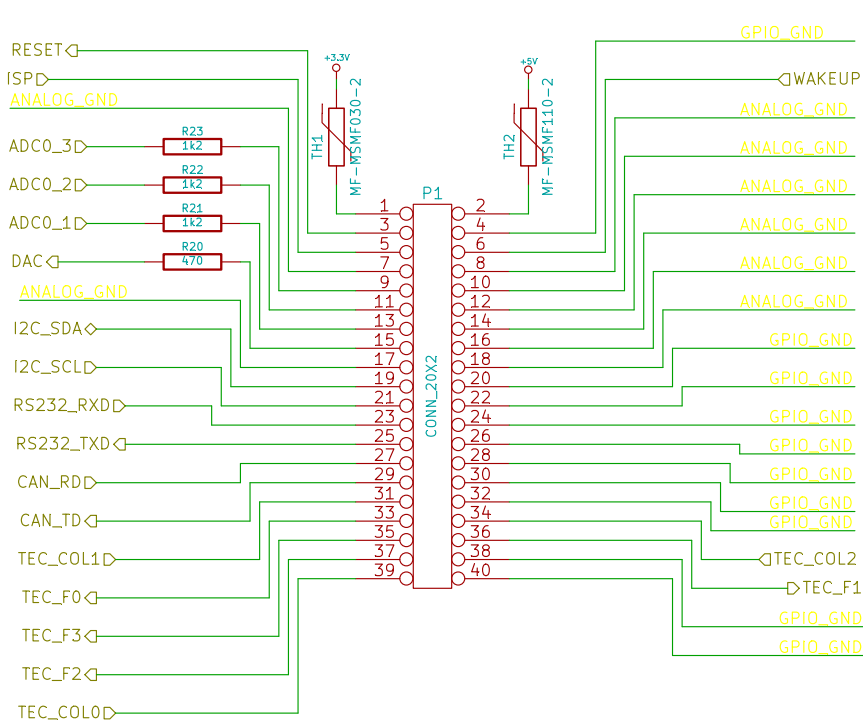 GPIO_GND
RESET
+3.3V
+5V
ISP
WAKEUP
ANALOG_GND
MF-MSMF030-2
MF-MSMF110-2
ANALOG_GND
TH1
TH2
R23
1k2
ADC0_3
ANALOG_GND
R22
1k2
ADC0_2
ANALOG_GND
R21
1k2
ADC0_1
ANALOG_GND
R20
470
DAC
ANALOG_GND
ANALOG_GND
ANALOG_GND
P1
CONN_20X2
1 2
3 4
5 6
7 8
9 10
11 12
13 14
15 16
17 18
19 20
21 22
23 24
25 26
27 28
29 30
31 32
33 34
35 36
37 38
39 40
I2C_SDA
GPIO_GND
I2C_SCL
GPIO_GND
RS232_RXD
GPIO_GND
RS232_TXD
GPIO_GND
CAN_RD
GPIO_GND
GPIO_GND
CAN_TD
GPIO_GND
TEC_COL1
TEC_COL2
TEC_F0
TEC_F1
TEC_F3
GPIO_GND
TEC_F2
GPIO_GND
TEC_COL0